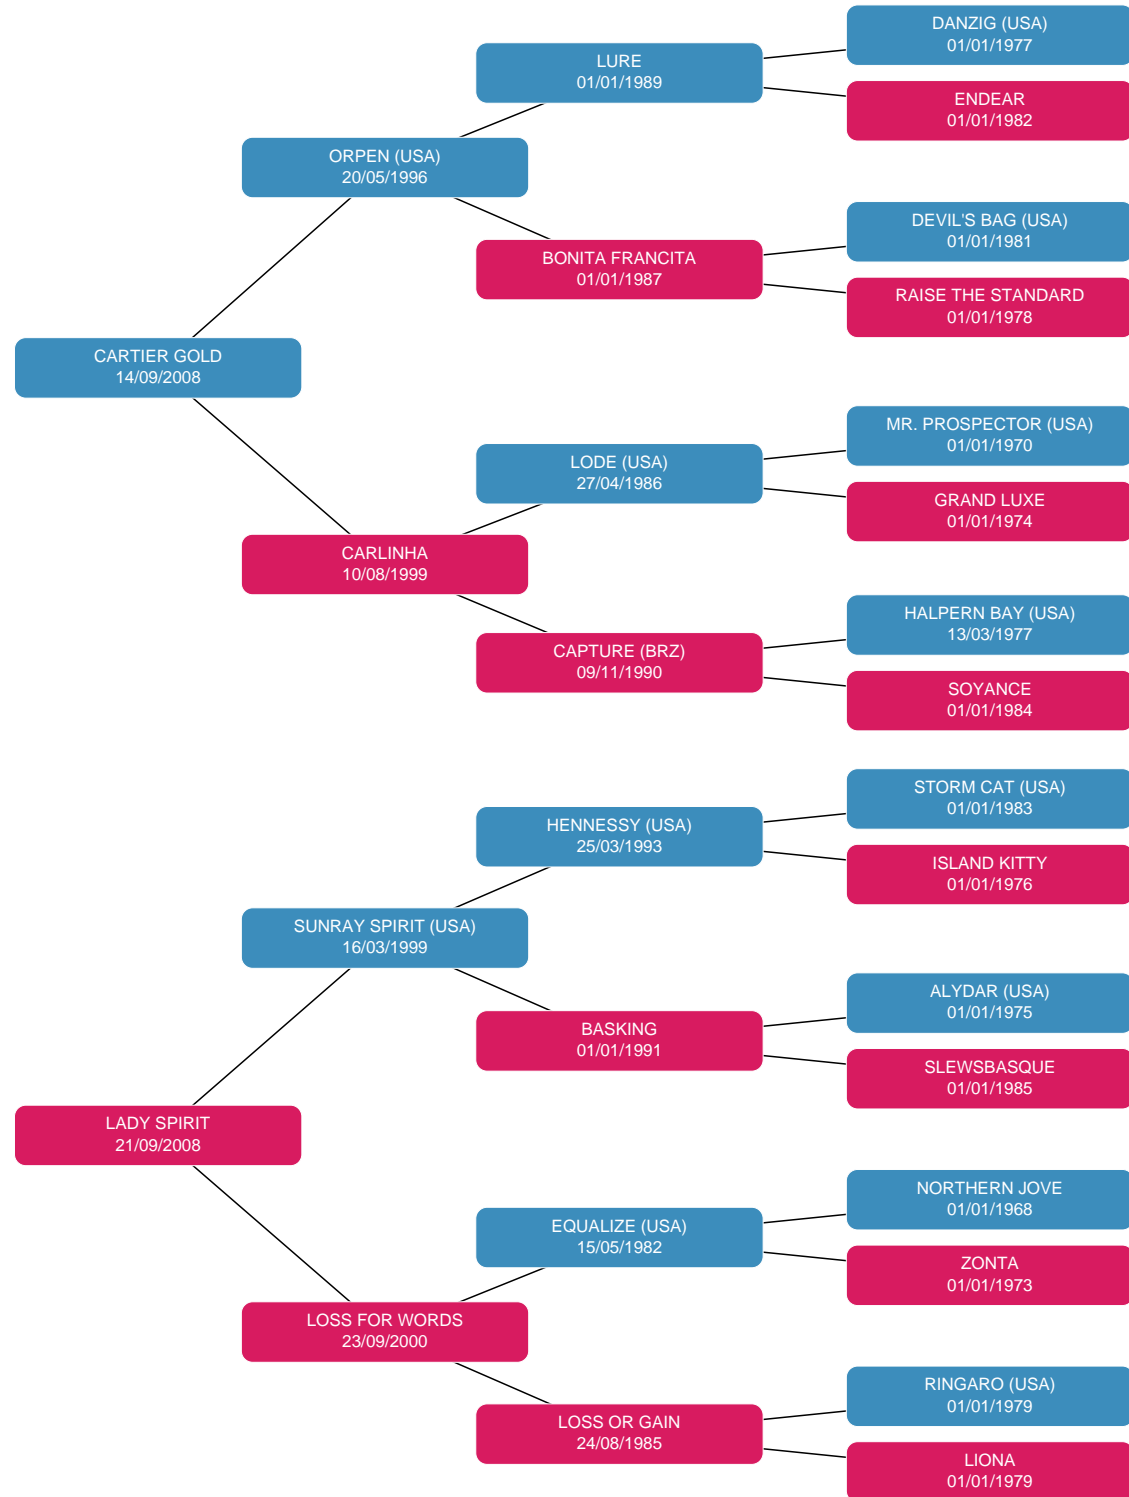 DANZIG (USA)
01/01/1977
LURE
01/01/1989
ENDEAR
01/01/1982
ORPEN (USA)
20/05/1996
DEVIL'S BAG (USA)
01/01/1981
BONITA FRANCITA
01/01/1987
RAISE THE STANDARD
01/01/1978
CARTIER GOLD
14/09/2008
MR. PROSPECTOR (USA)
01/01/1970
LODE (USA)
27/04/1986
GRAND LUXE
01/01/1974
CARLINHA
10/08/1999
HALPERN BAY (USA)
13/03/1977
CAPTURE (BRZ)
09/11/1990
SOYANCE
01/01/1984
STORM CAT (USA)
01/01/1983
HENNESSY (USA)
25/03/1993
ISLAND KITTY
01/01/1976
SUNRAY SPIRIT (USA)
16/03/1999
ALYDAR (USA)
01/01/1975
BASKING
01/01/1991
SLEWSBASQUE
01/01/1985
LADY SPIRIT
21/09/2008
NORTHERN JOVE
01/01/1968
EQUALIZE (USA)
15/05/1982
ZONTA
01/01/1973
LOSS FOR WORDS
23/09/2000
RINGARO (USA)
01/01/1979
LOSS OR GAIN
24/08/1985
LIONA
01/01/1979